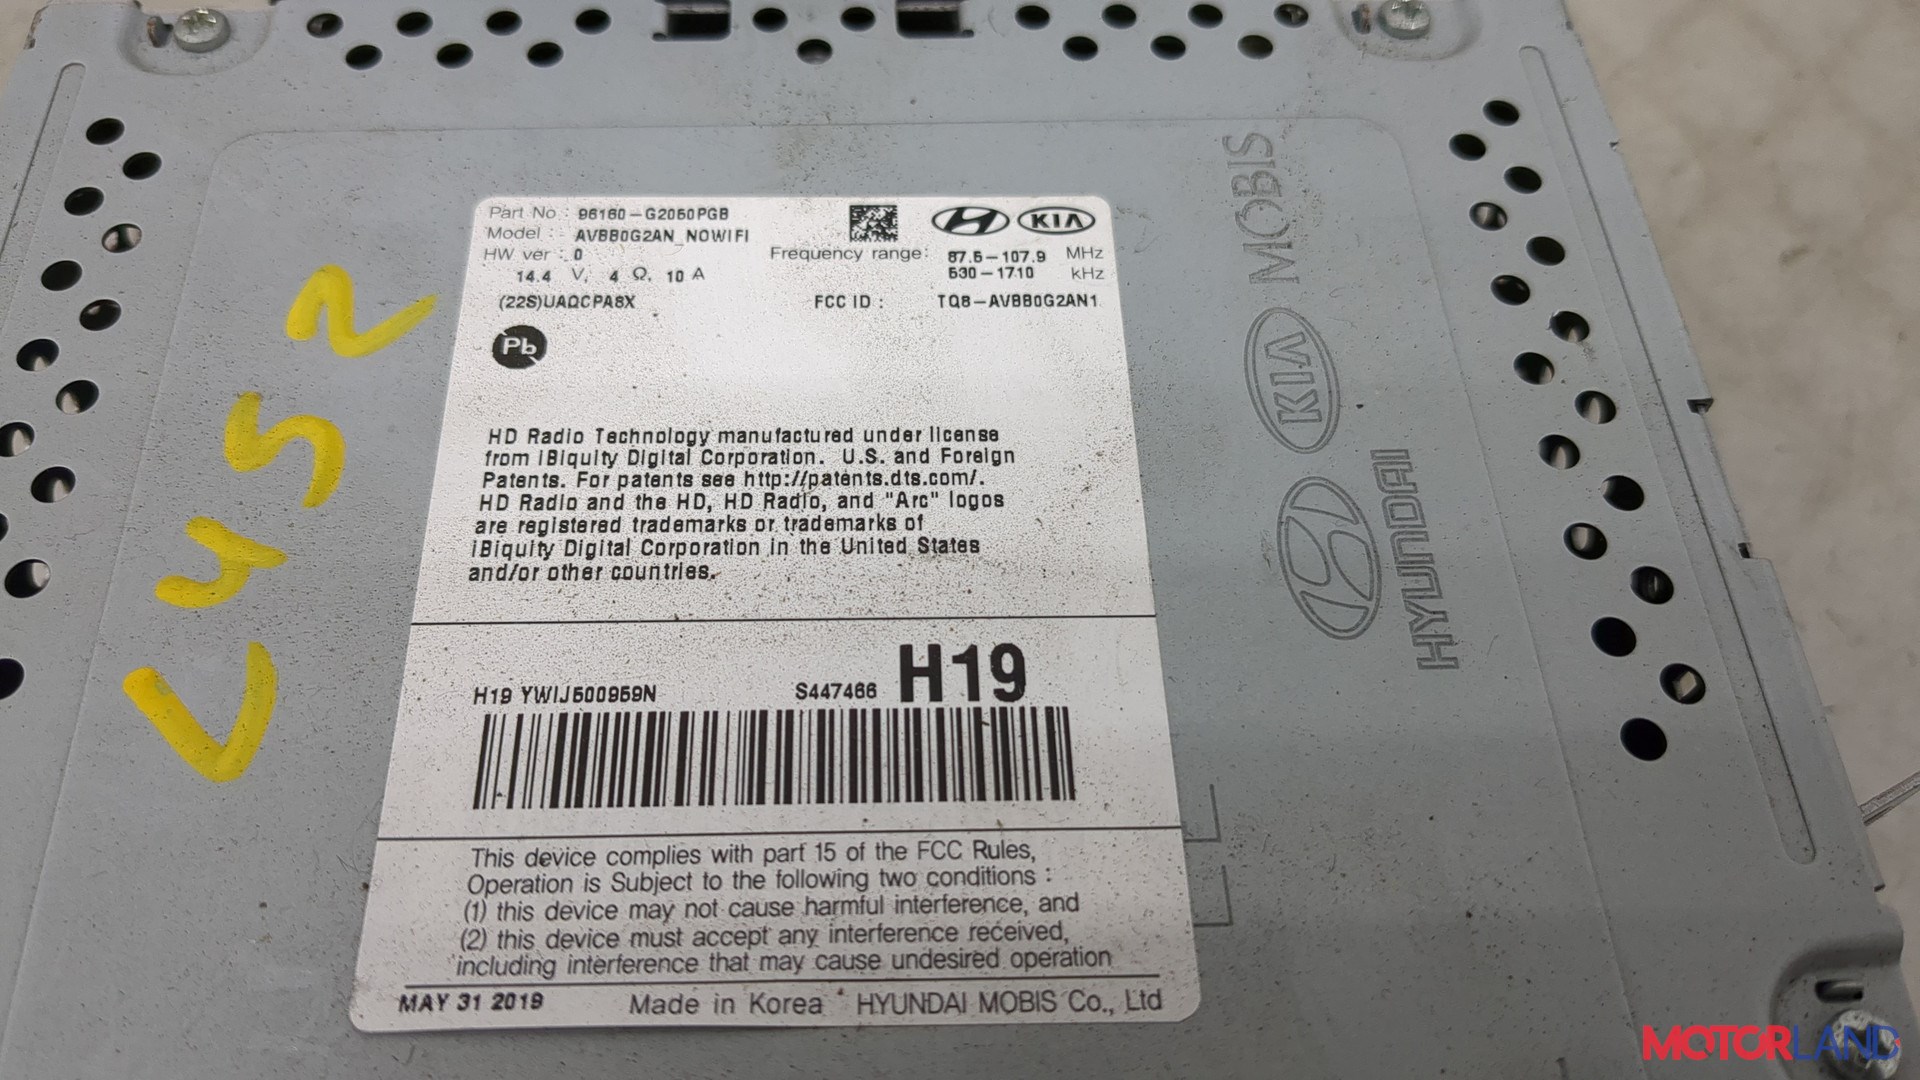 Part No : 96160-G2050PGB
Model : AVBB0G2AN_NOWIFI
HW ver : 0
14.4 V, 4 Ω, 10 A
(22S)UAQCPA8X
KIA
Frequency range: 87.5-107.9 MHz
530-1710 kHz
FCC ID : TQ8-AVBB0G2AN1
Pb
HD Radio Technology manufactured under license
from iBiquity Digital Corporation. U.S. and Foreign
Patents. For patents see http://patents.dts.com/.
HD Radio and the HD, HD Radio, and "Arc" logos
are registered trademarks or trademarks of
iBiquity Digital Corporation in the United States
and/or other countries.
H19 YWIJ500959N S447466 H19
This device complies with part 15 of the FCC Rules,
Operation is Subject to the following two conditions :
(1) this device may not cause harmful interference, and
(2) this device must accept any interference received,
including interference that may cause undesired operation
MAY 31 2019 Made in Korea HYUNDAI MOBIS Co., Ltd
MOBIS
KIA
HYUNDAI
MOTORLAND